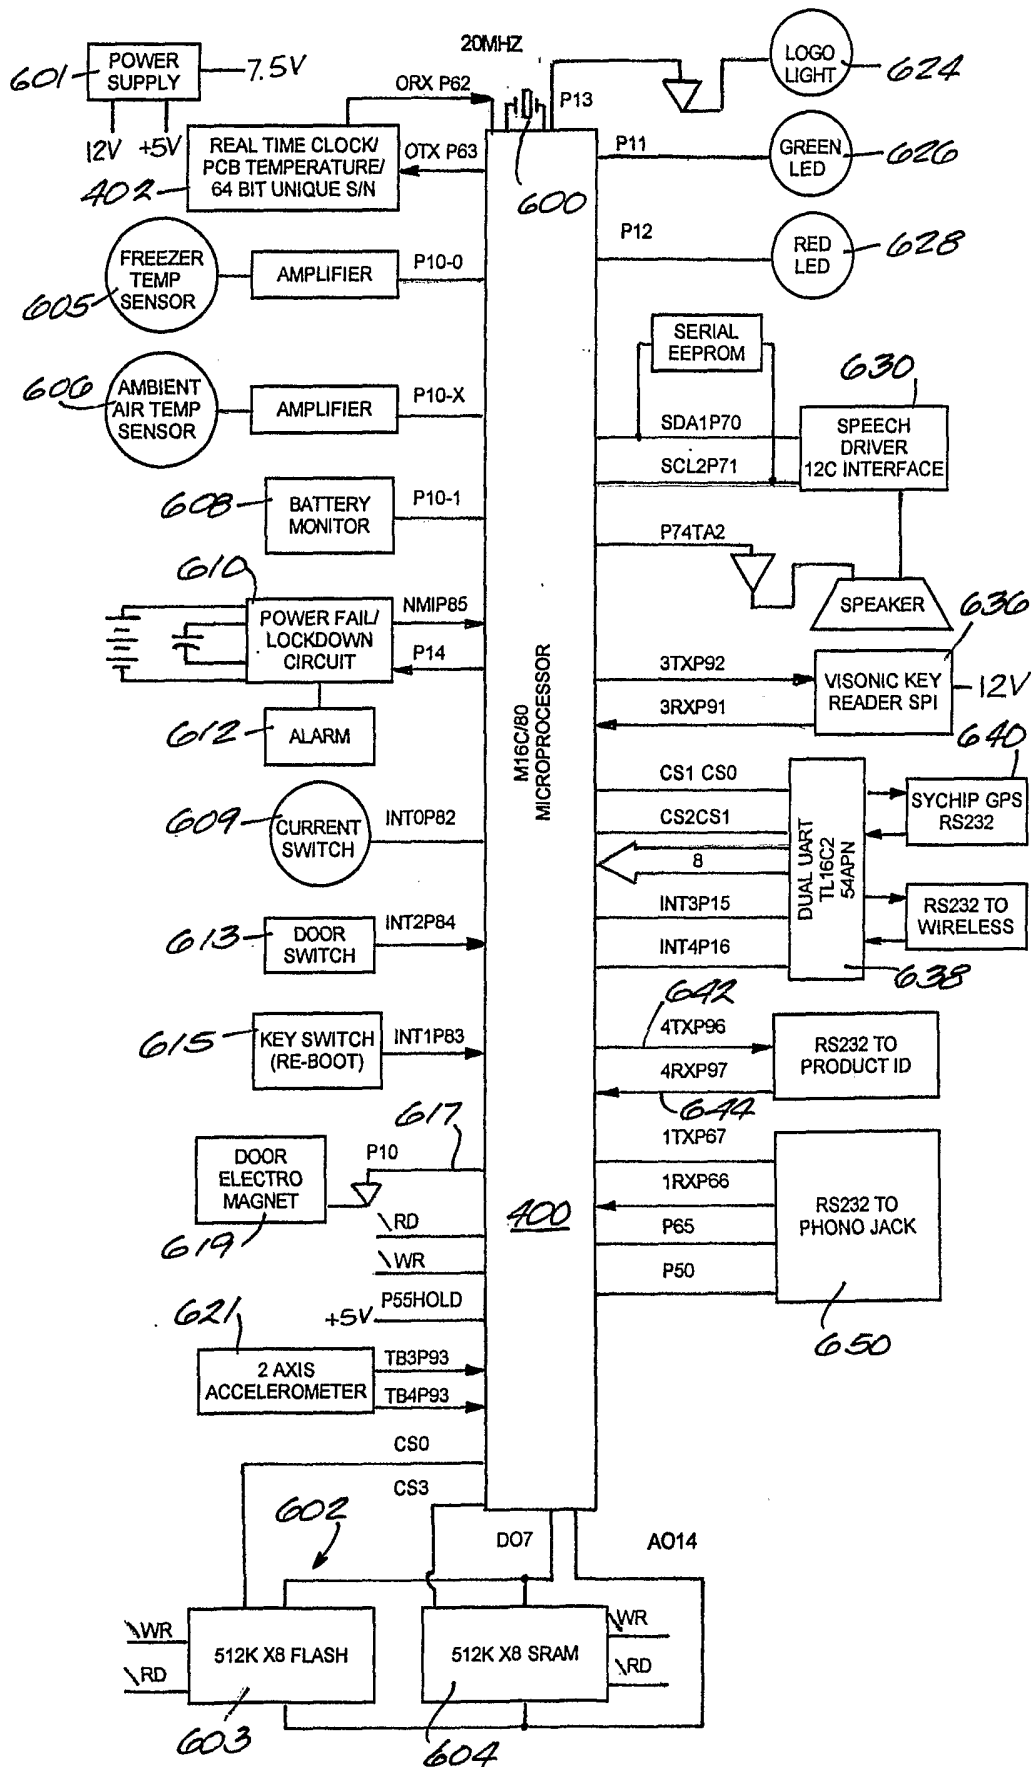 20MHZ
601
POWER
SUPPLY
7.5V
12V
+5V
ORX P62
P13
LOGO
LIGHT
624
REAL TIME CLOCK/
PCB TEMPERATURE/
64 BIT UNIQUE S/N
402
OTX P63
600
P11
GREEN
LED
626
FREEZER
TEMP
SENSOR
605
AMPLIFIER
P10-0
P12
RED
LED
628
606
AMBIENT
AIR TEMP
SENSOR
AMPLIFIER
P10-X
SERIAL
EEPROM
630
SDA1P70
SCL2P71
SPEECH
DRIVER
12C INTERFACE
608
BATTERY
MONITOR
P10-1
P74TA2
SPEAKER
610
POWER FAIL/
LOCKDOWN
CIRCUIT
NMIP85
P14
636
3TXP92
3RXP91
VISONIC KEY
READER SPI
12V
612
ALARM
M16C/80
MICROPROCESSOR
640
CS1 CS0
CS2CS1
8
INT3P15
INT4P16
DUAL UART
TL16C2
54APN
SYCHIP GPS
RS232
RS232 TO
WIRELESS
638
609
CURRENT
SWITCH
INT0P82
613
DOOR
SWITCH
INT2P84
615
KEY SWITCH
(RE-BOOT)
INT1P83
642
4TXP96
4RXP97
644
RS232 TO
PRODUCT ID
617
DOOR
ELECTRO
MAGNET
619
P10
\RD
\WR
P55HOLD
+5V
400
1TXP67
1RXP66
P65
P50
RS232 TO
PHONO JACK
650
621
2 AXIS
ACCELEROMETER
TB3P93
TB4P93
CS0
CS3
602
DO7
AO14
\WR
\RD
512K X8 FLASH
603
512K X8 SRAM
604
\WR
\RD